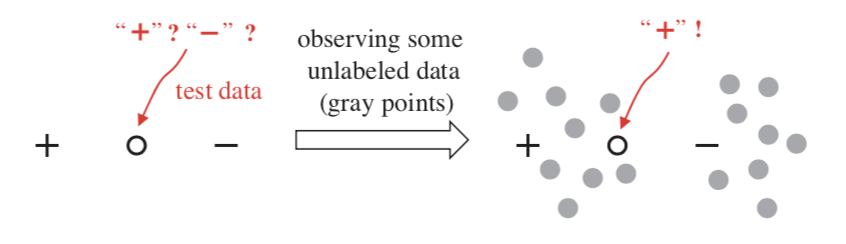 “+” ? “−” ?
test data
+ −
observing some
unlabeled data
(gray points)
“+” !
+ −